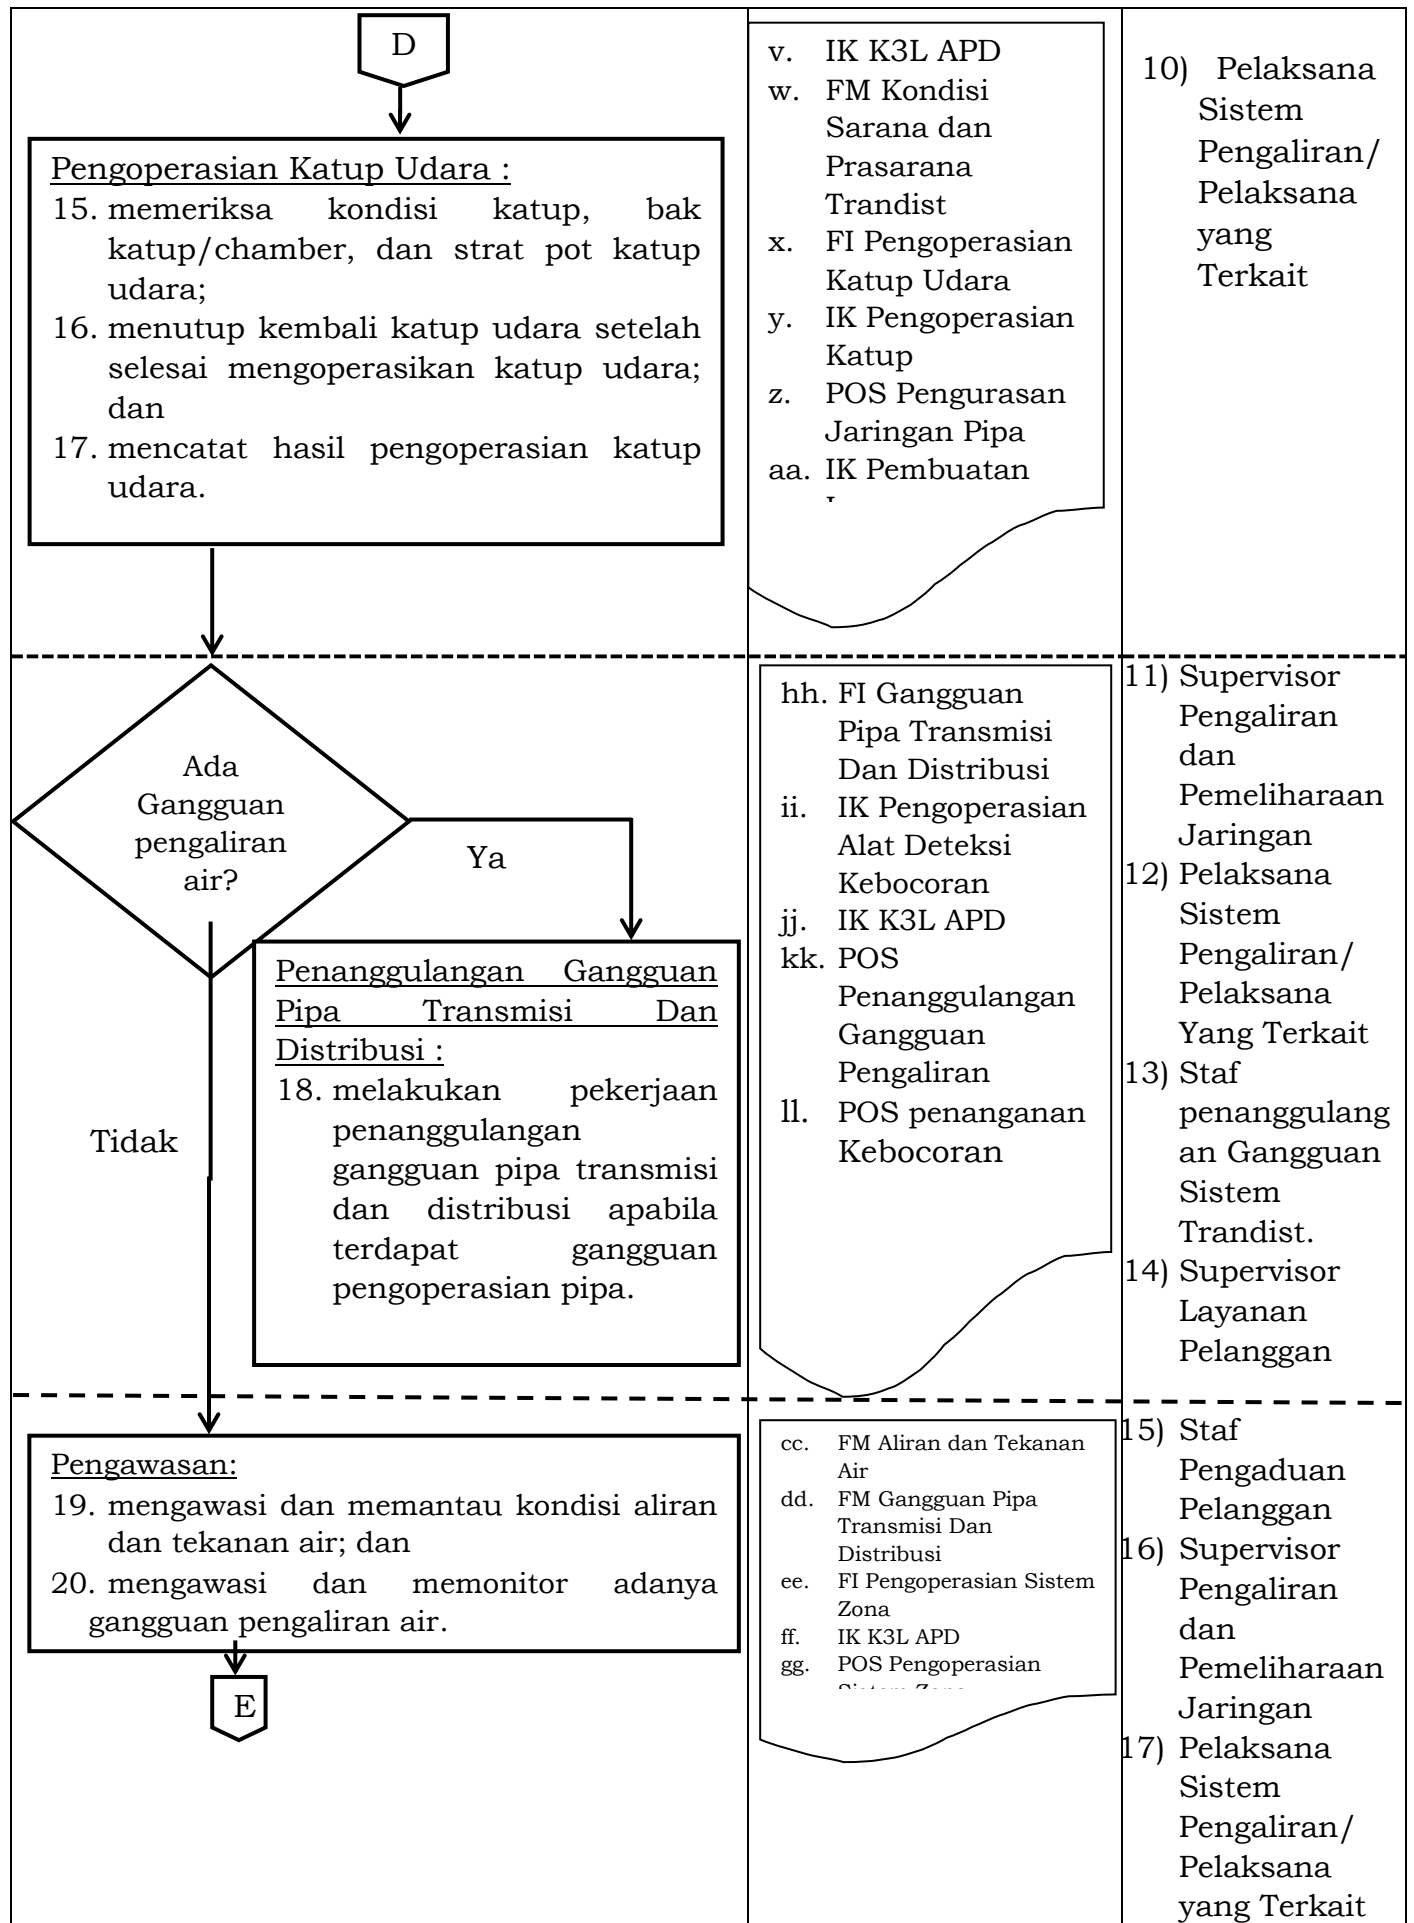 D
Pengoperasian Katup Udara :
15. memeriksa kondisi katup, bak
katup/chamber, dan strat pot katup
udara;
16. menutup kembali katup udara setelah
selesai mengoperasikan katup udara;
dan
17. mencatat hasil pengoperasian katup
udara.
v. IK K3L APD
w. FM Kondisi
Sarana dan
Prasarana
Trandist
x. FI Pengoperasian
Katup Udara
y. IK Pengoperasian
Katup
z. POS Pengurasan
Jaringan Pipa
aa. IK Pembuatan
10) Pelaksana
Sistem
Pengaliran/
Pelaksana
yang
Terkait
Ada
Gangguan
pengaliran
air?
Ya
Tidak
Penanggulangan Gangguan
Pipa Transmisi Dan
Distribusi :
18. melakukan pekerjaan
penanggulangan
gangguan pipa transmisi
dan distribusi apabila
terdapat gangguan
pengoperasian pipa.
hh. FI Gangguan
Pipa Transmisi
Dan Distribusi
ii. IK Pengoperasian
Alat Deteksi
Kebocoran
jj. IK K3L APD
kk. POS
Penanggulangan
Gangguan
Pengaliran
ll. POS penanganan
Kebocoran
11) Supervisor
Pengaliran
dan
Pemeliharaan
Jaringan
12) Pelaksana
Sistem
Pengaliran/
Pelaksana
Yang Terkait
13) Staf
penanggulang
an Gangguan
Sistem
Trandist.
14) Supervisor
Layanan
Pelanggan
Pengawasan:
19. mengawasi dan memantau kondisi aliran
dan tekanan air; dan
20. mengawasi dan memonitor adanya
gangguan pengaliran air.
E
cc. FM Aliran dan Tekanan
Air
dd. FM Gangguan Pipa
Transmisi Dan
Distribusi
ee. FI Pengoperasian Sistem
Zona
ff. IK K3L APD
gg. POS Pengoperasian
Sistem Zona
15) Staf
Pengaduan
Pelanggan
16) Supervisor
Pengaliran
dan
Pemeliharaan
Jaringan
17) Pelaksana
Sistem
Pengaliran/
Pelaksana
yang Terkait